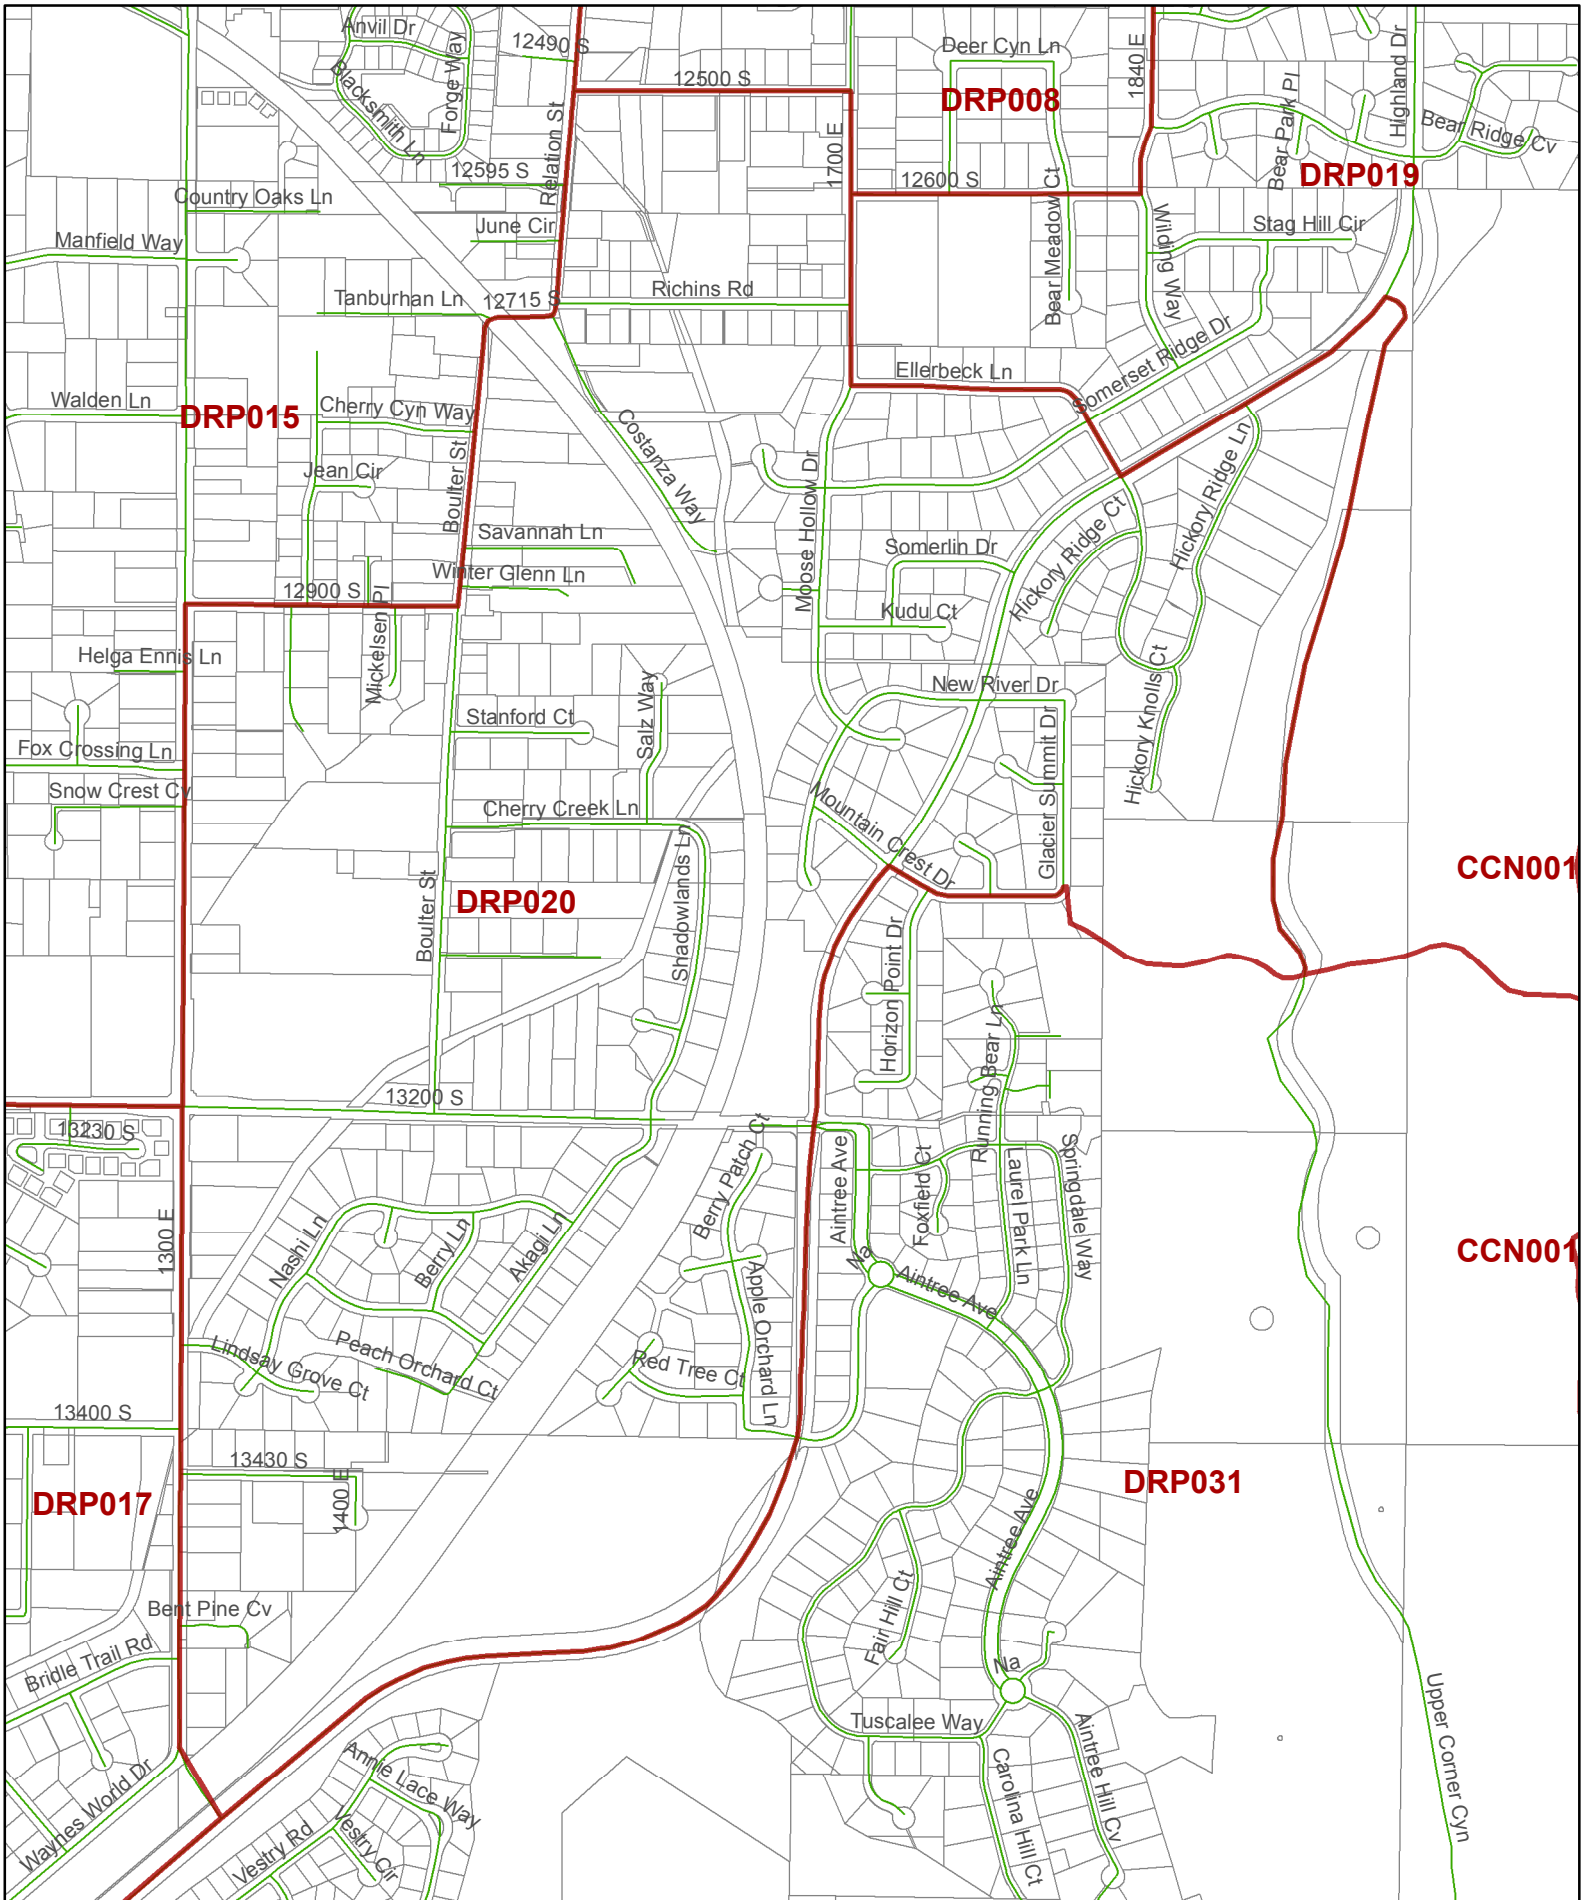 Anvil Dr
Forge Way
12490 S
Deer Cyn Ln
1840 E
Highland Dr
Blacksmith Ln
12500 S
DRP008
Bear Park Pl
Bear Ridge Cv
Relation St
1700 E
12595 S
12600 S
DRP019
Country Oaks Ln
June Cir
Bear Meadow Ct
Wilding Way
Stag Hill Cir
Manfield Way
Tanburhan Ln
12715 S
Richins Rd
Somerset Ridge Dr
Ellerbeck Ln
Walden Ln
DRP015
Cherry Cyn Way
Costanza Way
Jean Cir
Boulter St
Moose Hollow Dr
Hickory Ridge Ln
Savannah Ln
Somerlin Dr
Hickory Ridge Ct
Winter Glenn Ln
12900 S
Kudu Ct
Mickelsen Pl
Helga Ennis Ln
Hickory Knolls Ct
New River Dr
Stanford Ct
Salz Way
Glacier Summit Dr
Fox Crossing Ln
Snow Crest Cv
Cherry Creek Ln
Mountain Crest Dr
CCN001
Boulter St
DRP020
Shadowlands Ln
Horizon Point Dr
Running Bear Ln
13200 S
13230 S
Berry Patch Ct
Aintree Ave
Foxfield Ct
Laurel Park Ln
Springdale Way
1300 E
Nashi Ln
Berry Ln
Akagi Ln
Na
Aintree Ave
CCN001
Apple Orchard Ln
Lindsay Grove Ct
Peach Orchard Ct
Red Tree Ct
13400 S
13430 S
1400 E
DRP017
DRP031
Aintree Ave
Fair Hill Ct
Bent Pine Cv
Bridle Trail Rd
Na
Upper Corner Cyn
Tuscalee Way
Aintree Hill Cv
Carolina Hill Ct
Annie Lace Way
Waynes World Dr
Vestry Rd
Vestry Cir